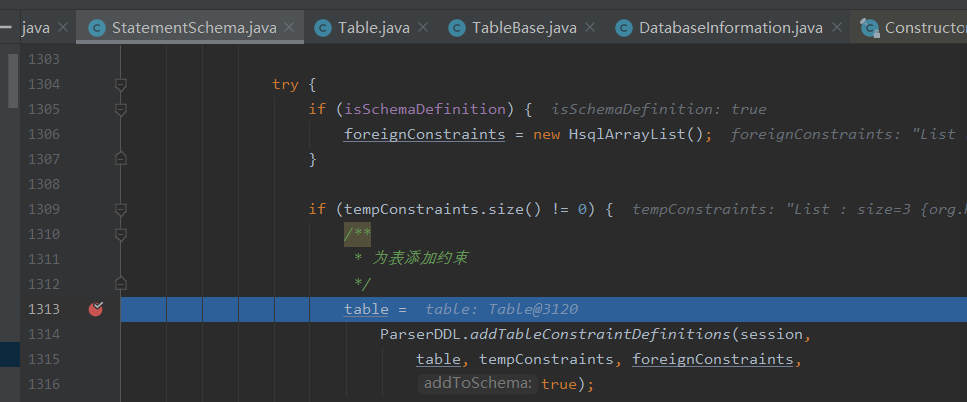 java StatementSchema.java Table.java TableBase.java DatabaseInformation.java Constructo
1303
1304 try {
1305 if (isSchemaDefinition) { isSchemaDefinition: true
1306 foreignConstraints = new HsqlArrayList(); foreignConstraints: "List
1307 }
1308
1309 if (tempConstraints.size() != 0) { tempConstraints: "List : size=3 {org.h
1310 /**
1311 * 为表添加约束
1312 */
1313 table = table: Table@3120
1314 ParserDDL.addTableConstraintDefinitions(session,
1315 table, tempConstraints, foreignConstraints,
1316 addToSchema: true);